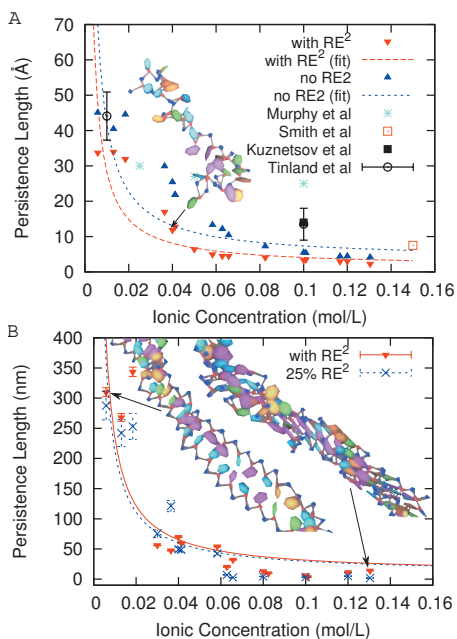 A
Persistence Length (Å)
70
60
50
40
30
20
10
0
with RE²
with RE² (fit)
no RE2
no RE2 (fit)
Murphy et al
Smith et al
Kuznetsov et al
Tinland et al
0 0.02 0.04 0.06 0.08 0.1 0.12 0.14 0.16
Ionic Concentration (mol/L)
B
Persistence Length (nm)
400
350
300
250
200
150
100
50
0
with RE²
25% RE²
0 0.02 0.04 0.06 0.08 0.1 0.12 0.14 0.16
Ionic Concentration (mol/L)